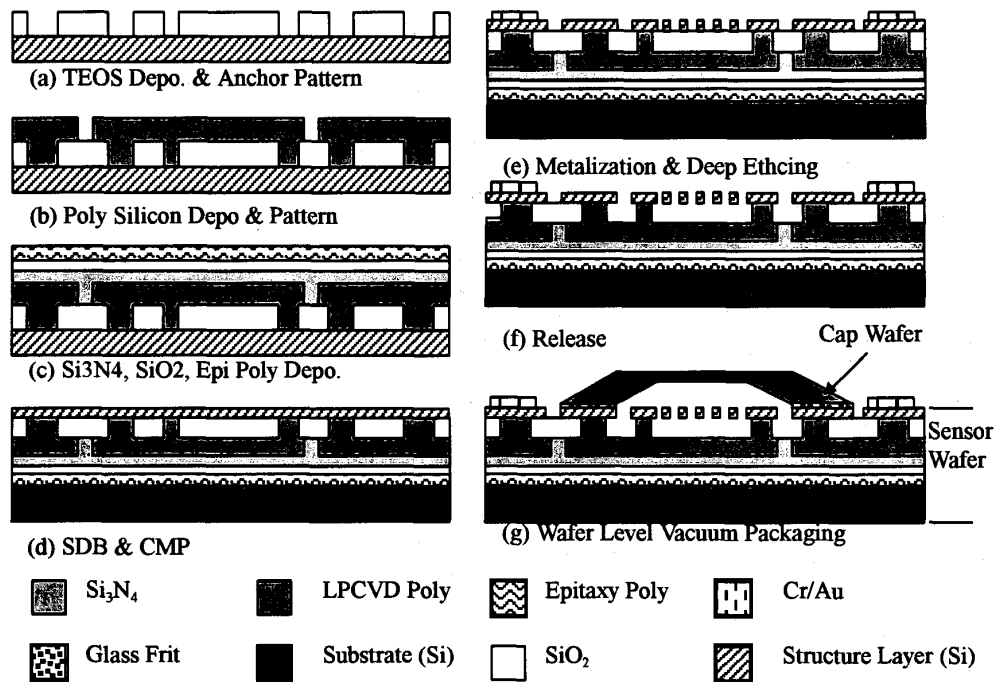 (a) TEOS Depo. & Anchor Pattern
(b) Poly Silicon Depo & Pattern
(c) Si3N4, SiO2, Epi Poly Depo.
(d) SDB & CMP
(e) Metalization & Deep Ethcing
(f) Release
Cap Wafer
Sensor
Wafer
(g) Wafer Level Vacuum Packaging
Si₃N₄
LPCVD Poly
Epitaxy Poly
Cr/Au
Glass Frit
Substrate (Si)
SiO₂
Structure Layer (Si)